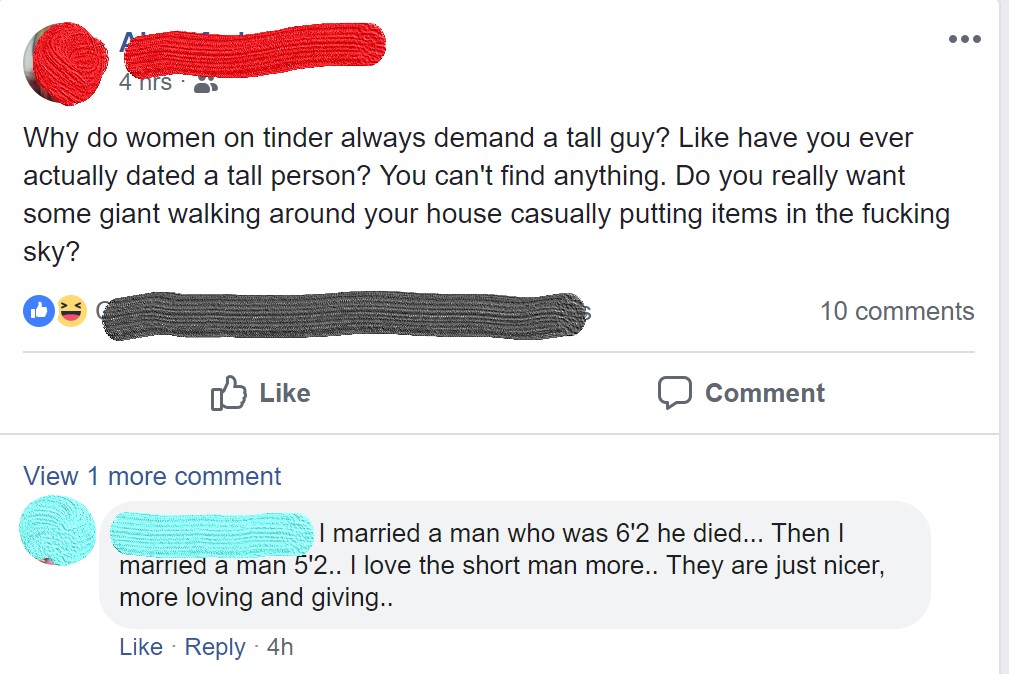 4 hrs ·
Why do women on tinder always demand a tall guy? Like have you ever
actually dated a tall person? You can't find anything. Do you really want
some giant walking around your house casually putting items in the fucking
sky?
10 comments
Like
Comment
View 1 more comment
I married a man who was 6'2 he died... Then I
married a man 5'2.. I love the short man more.. They are just nicer,
more loving and giving..
Like · Reply · 4h